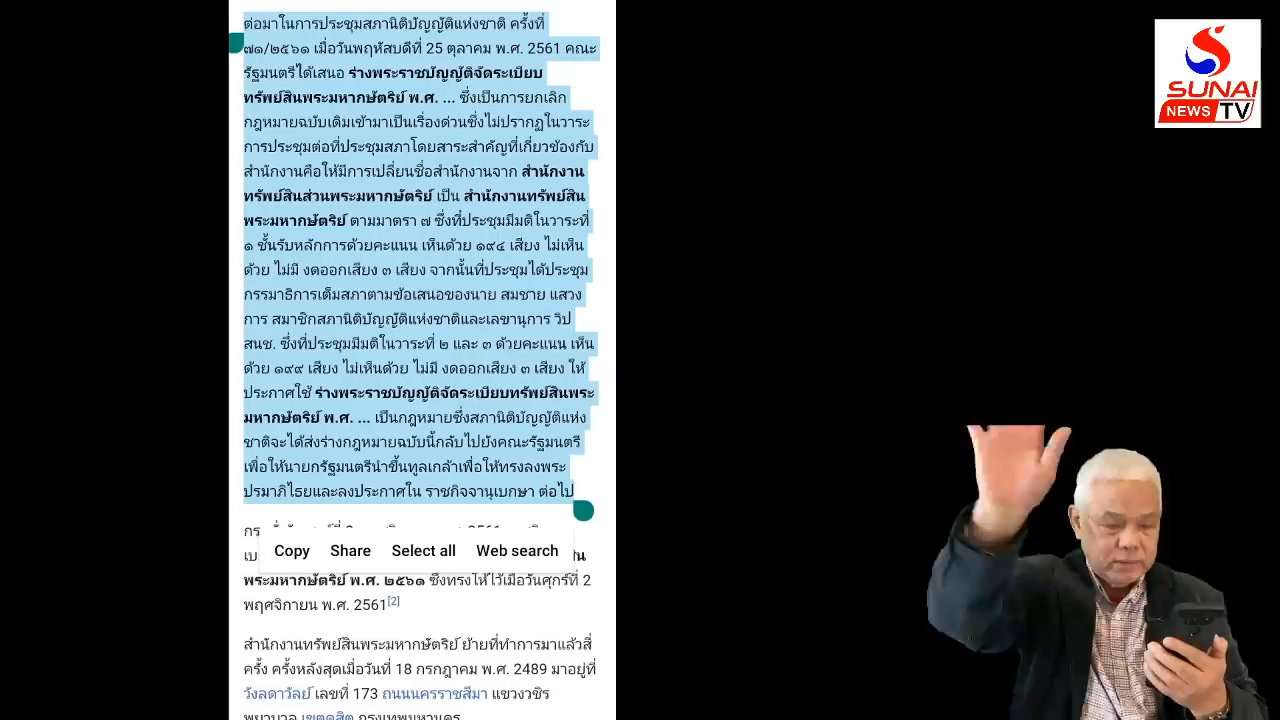 ต่อมาในการประชุมสภานิติบัญญัติแห่งชาติ ครั้งที่
๗๑/๒๕๖๑ เมื่อวันพฤหัสบดีที่ 25 ตุลาคม พ.ศ. 2561 คณะ
รัฐมนตรีได้เสนอ ร่างพระราชบัญญัติจัดระเบียบ
ทรัพย์สินพระมหากษัตริย์ พ.ศ. ... ซึ่งเป็นการยกเลิก
กฎหมายฉบับเดิมเข้ามาเป็นเรื่องด่วนซึ่งไม่ปรากฏในวาระ
การประชุมต่อที่ประชุมสภาโดยสาระสำคัญที่เกี่ยวข้องกับ
สำนักงานคือให้มีการเปลี่ยนชื่อสำนักงานจาก สำนักงาน
ทรัพย์สินส่วนพระมหากษัตริย์ เป็น สำนักงานทรัพย์สิน
พระมหากษัตริย์ ตามมาตรา ๗ ซึ่งที่ประชุมมีมติในวาระที่
๑ ชั้นรับหลักการด้วยคะแนน เห็นด้วย ๑๙๔ เสียง ไม่เห็น
ด้วย ไม่มี งดออกเสียง ๓ เสียง จากนั้นที่ประชุมได้ประชุม
กรรมาธิการเต็มสภาตามข้อเสนอของนาย สมชาย แสวง
การ สมาชิกสภานิติบัญญัติแห่งชาติและเลขานุการ วิป
สนช. ซึ่งที่ประชุมมีมติในวาระที่ ๒ และ ๓ ด้วยคะแนน เห็น
ด้วย ๑๙๙ เสียง ไม่เห็นด้วย ไม่มี งดออกเสียง ๓ เสียง ให้
ประกาศใช้ ร่างพระราชบัญญัติจัดระเบียบทรัพย์สินพระ
มหากษัตริย์ พ.ศ. ... เป็นกฎหมายซึ่งสภานิติบัญญัติแห่ง
ชาติจะได้ส่งร่างกฎหมายฉบับนี้กลับไปยังคณะรัฐมนตรี
เพื่อให้นายกรัฐมนตรีนำขึ้นทูลเกล้าเพื่อให้ทรงลงพระ
ปรมาภิไธยและลงประกาศใน ราชกิจจานุเบกษา ต่อไป
Copy Share Select all Web search
พระมหากษัตริย์ พ.ศ. ๒๕๖๑ ซึ่งทรงให้ไว้เมื่อวันศุกร์ที่ 2
พฤศจิกายน พ.ศ. 2561[2]
สำนักงานทรัพย์สินพระมหากษัตริย์ ย้ายที่ทำการมาแล้วสี่
ครั้ง ครั้งหลังสุดเมื่อวันที่ 18 กรกฎาคม พ.ศ. 2489 มาอยู่ที่
วังลดาวัลย์ เลขที่ 173 ถนนนครราชสีมา แขวงวชิร
พยาบาล เขตดุสิต กรุงเทพมหานคร
SUNAI
NEWS TV